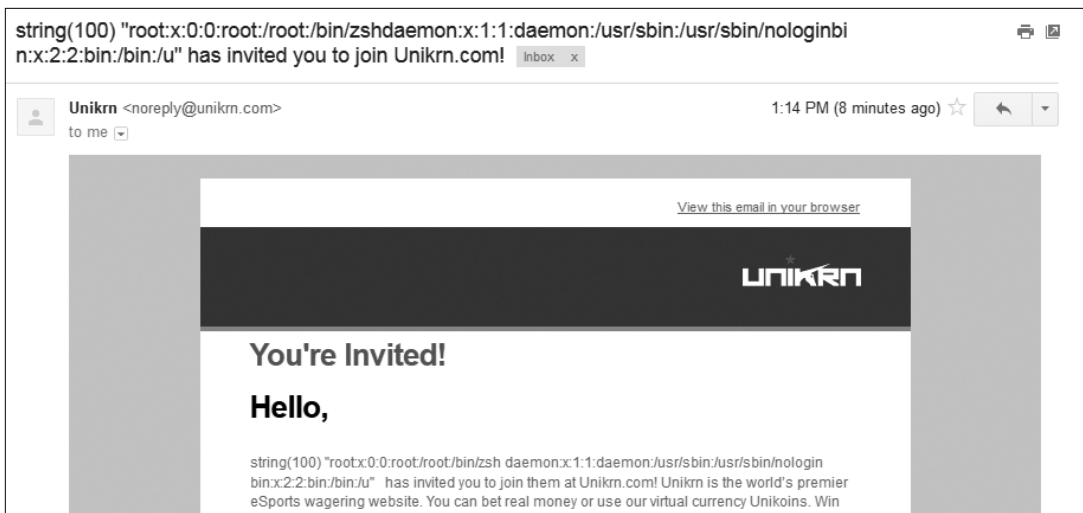 string(100) "root:x:0:0:root:/root:/bin/zshdaemon:x:1:1:daemon:/usr/sbin:/usr/sbin/nologinbi
n:x:2:2:bin:/bin:/u" has invited you to join Unikrn.com! Inbox x
Unikrn <noreply@unikrn.com> 1:14 PM (8 minutes ago)
to me
View this email in your browser
UNIKRN
You're Invited!
Hello,
string(100) "root:x:0:0:root:/root:/bin/zsh daemon:x:1:1:daemon:/usr/sbin:/usr/sbin/nologin
bin:x:2:2:bin:/bin:/u" has invited you to join them at Unikrn.com! Unikrn is the world's premier
eSports wagering website. You can bet real money or use our virtual currency Unikoins. Win